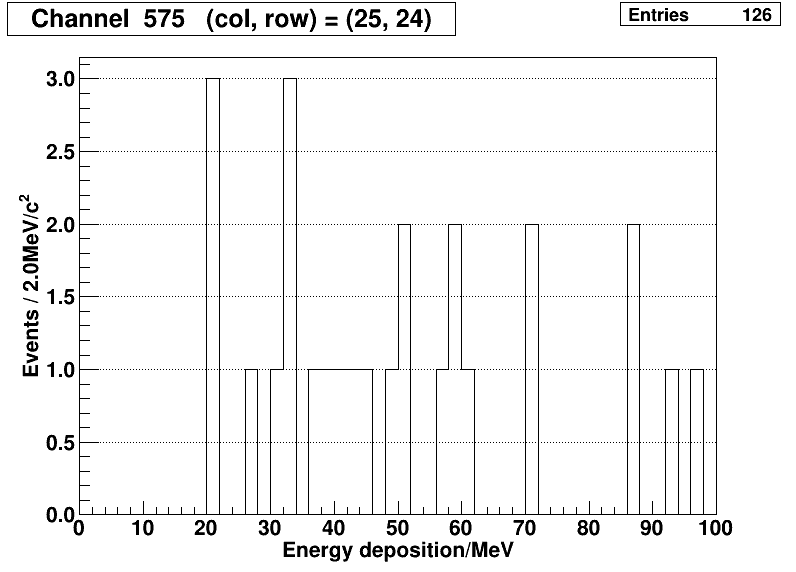 Channel 575 (col, row) = (25, 24)
Entries 126
Events / 2.0MeV/c²
3.0
2.5
2.0
1.5
1.0
0.5
0.0
0 10 20 30 40 50 60 70 80 90 100
Energy deposition/MeV